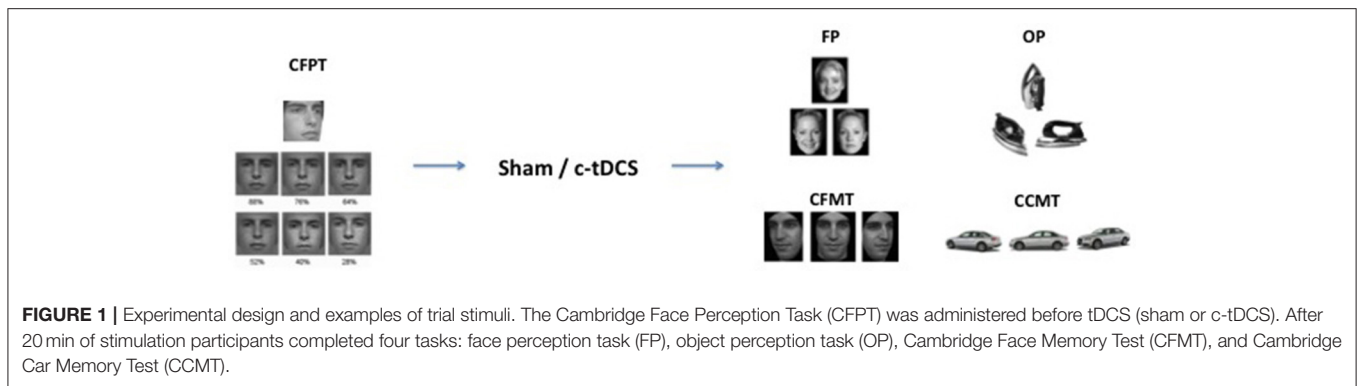 CFPT
88% 76% 64%
52% 40% 28%
Sham / c-tDCS
FP
OP
CFMT
CCMT
FIGURE 1 | Experimental design and examples of trial stimuli. The Cambridge Face Perception Task (CFPT) was administered before tDCS (sham or c-tDCS). After
20 min of stimulation participants completed four tasks: face perception task (FP), object perception task (OP), Cambridge Face Memory Test (CFMT), and Cambridge
Car Memory Test (CCMT).